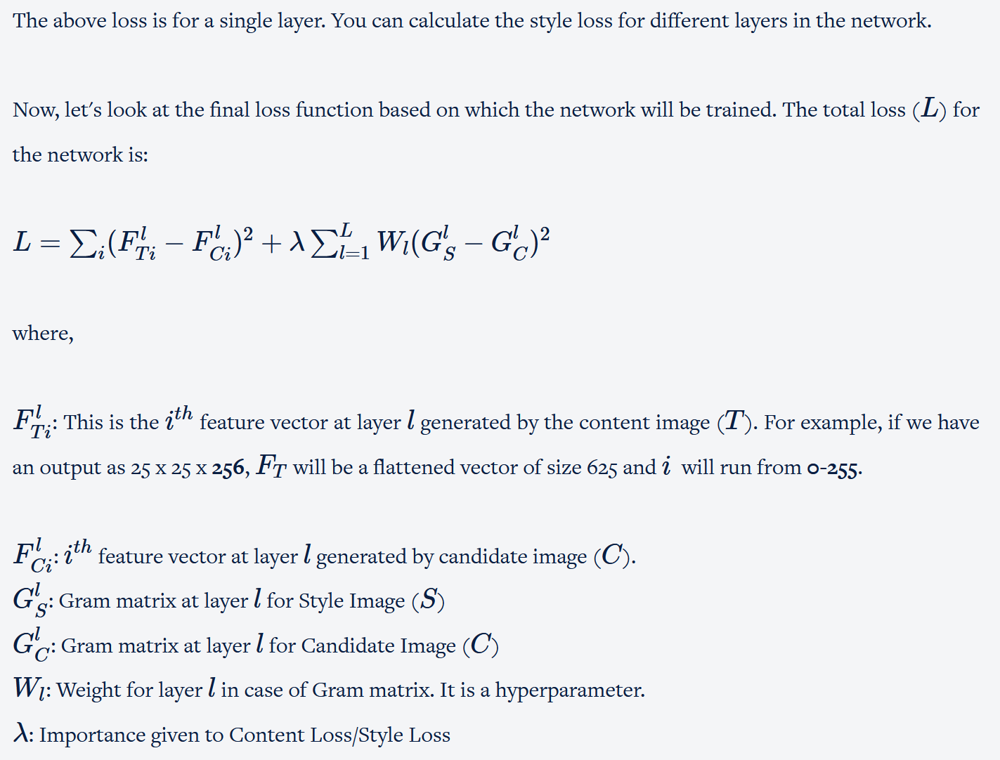 The above loss is for a single layer. You can calculate the style loss for different layers in the network.
Now, let's look at the final loss function based on which the network will be trained. The total loss (L) for
the network is:
L = ∑_i (F^l_{Ti} − F^l_{Ci})^2 + λ ∑^L_{l=1} W_l (G^l_S − G^l_C)^2
where,
F^l_{Ti}: This is the i^{th} feature vector at layer l generated by the content image (T). For example, if we have
an output as 25 x 25 x 256, F_T will be a flattened vector of size 625 and i will run from 0-255.
F^l_{Ci}: i^{th} feature vector at layer l generated by candidate image (C).
G^l_S: Gram matrix at layer l for Style Image (S)
G^l_C: Gram matrix at layer l for Candidate Image (C)
W_l: Weight for layer l in case of Gram matrix. It is a hyperparameter.
λ: Importance given to Content Loss/Style Loss